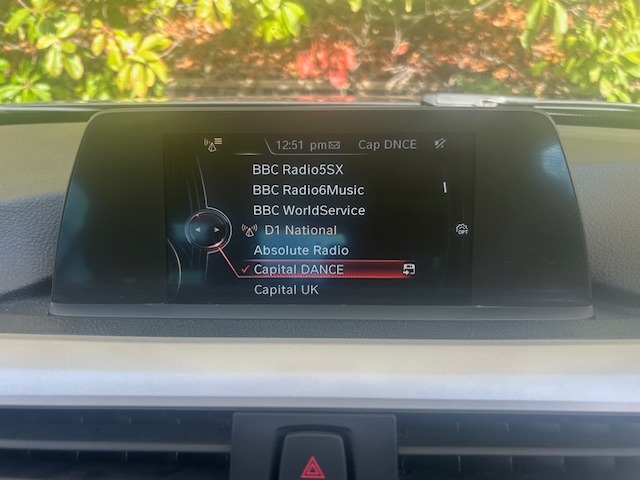 12:51 pm Cap DNCE
BBC Radio5SX
BBC Radio6Music
BBC WorldService
D1 National
Absolute Radio
Capital DANCE
Capital UK
OPT